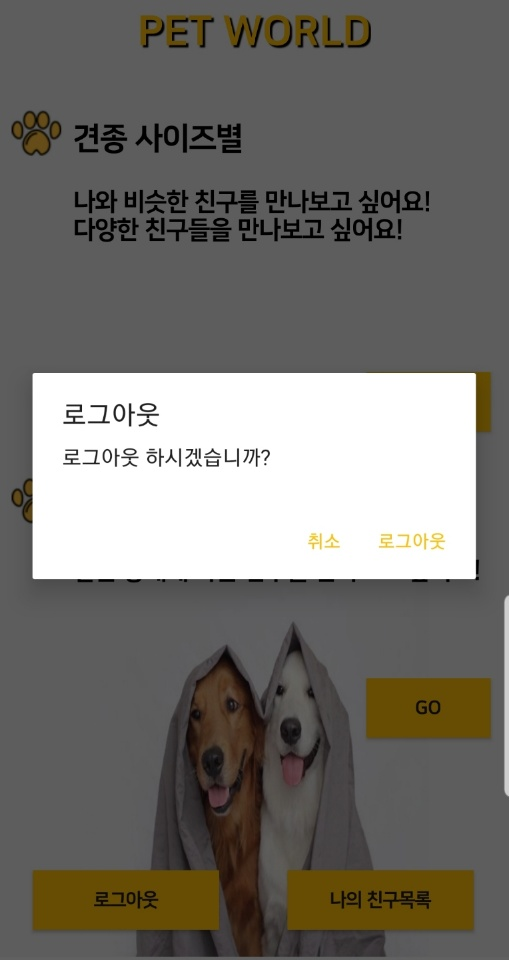 PET WORLD
견종 사이즈별
나와 비슷한 친구를 만나보고 싶어요!
다양한 친구들을 만나보고 싶어요!
로그아웃
로그아웃 하시겠습니까?
취소 로그아웃
GO
로그아웃 나의 친구목록